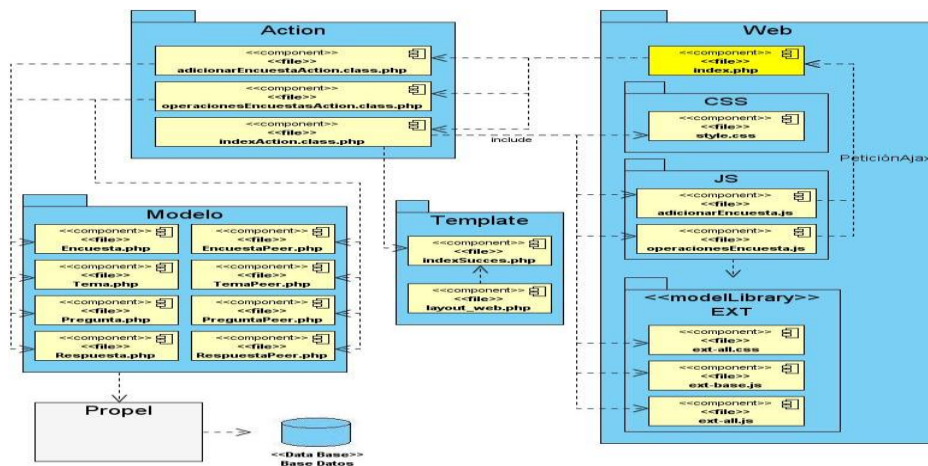 Action
<<component>>
<<file>>
adicionarEncuestaAction.class.php
<<component>>
<<file>>
operacionesEncuestasAction.class.php
<<component>>
<<file>>
indexAction.class.php
Web
<<component>>
<<file>>
index.php
CSS
<<component>>
<<file>>
style.css
include
PeticiónAjax
JS
<<component>>
<<file>>
adicionarEncuesta.js
<<component>>
<<file>>
operacionesEncuesta.js
Modelo
<<component>>
<<file>>
Encuesta.php
<<component>>
<<file>>
EncuestaPeer.php
<<component>>
<<file>>
Tema.php
<<component>>
<<file>>
TemaPeer.php
<<component>>
<<file>>
Pregunta.php
<<component>>
<<file>>
PreguntaPeer.php
<<component>>
<<file>>
Respuesta.php
<<component>>
<<file>>
RespuestaPeer.php
Template
<<component>>
<<file>>
indexSucces.php
<<component>>
<<file>>
layout_web.php
<<modelLibrary>>
EXT
<<component>>
<<file>>
ext-all.css
<<component>>
<<file>>
ext-base.js
<<component>>
<<file>>
ext-all.js
Propel
<<Data Base>>
Base Datos